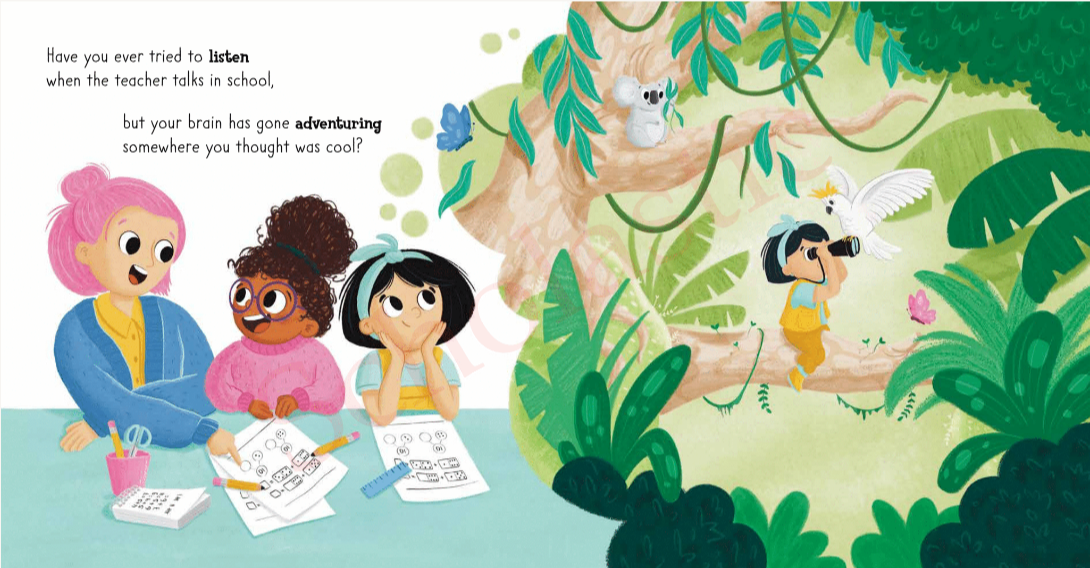 Have you ever tried to listen
when the teacher talks in school,
but your brain has gone adventuring
somewhere you thought was cool?